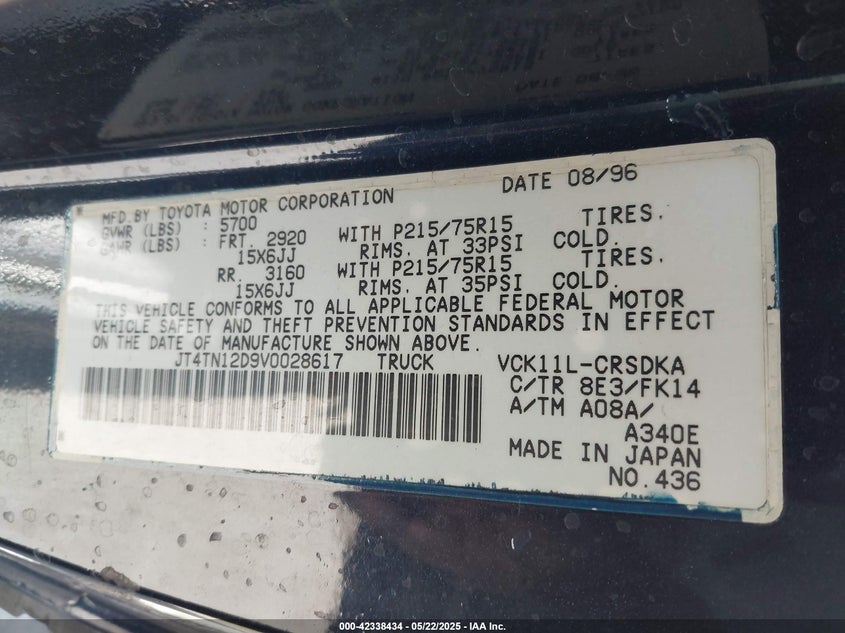 MFD.BY TOYOTA MOTOR CORPORATION DATE 08/96
GVWR (LBS) : 5700
GAWR (LBS) : FRT. 2920 WITH P215/75R15 TIRES.
15X6JJ RIMS. AT 33PSI COLD.
RR. 3160 WITH P215/75R15 TIRES.
15X6JJ RIMS. AT 35PSI COLD.
THIS VEHICLE CONFORMS TO ALL APPLICABLE FEDERAL MOTOR
VEHICLE SAFETY AND THEFT PREVENTION STANDARDS IN EFFECT
ON THE DATE OF MANUFACTURE SHOWN ABOVE.
JT4TN12D9V0028617 TRUCK VCK11L-CRSDKA
C/TR 8E3/FK14
A/TM A08A/
A340E
MADE IN JAPAN
NO.436
000-42338434 - 05/22/2025 - IAA Inc.